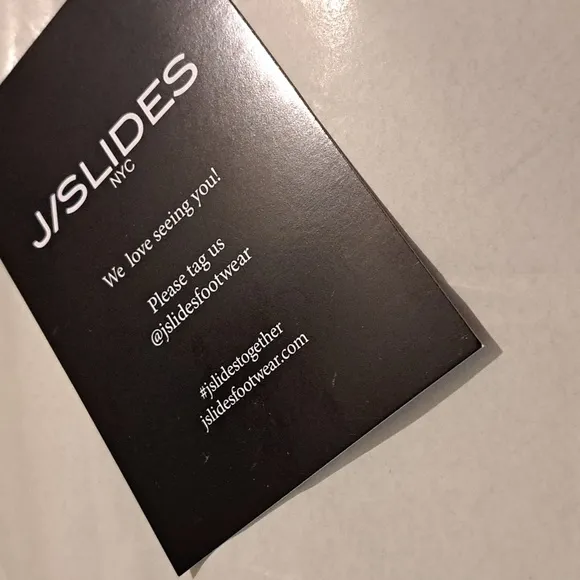 J/SLIDES
NYC
We love seeing you!
Please tag us
@jslidesfootwear
#jslidestogether
jslidesfootwear.com